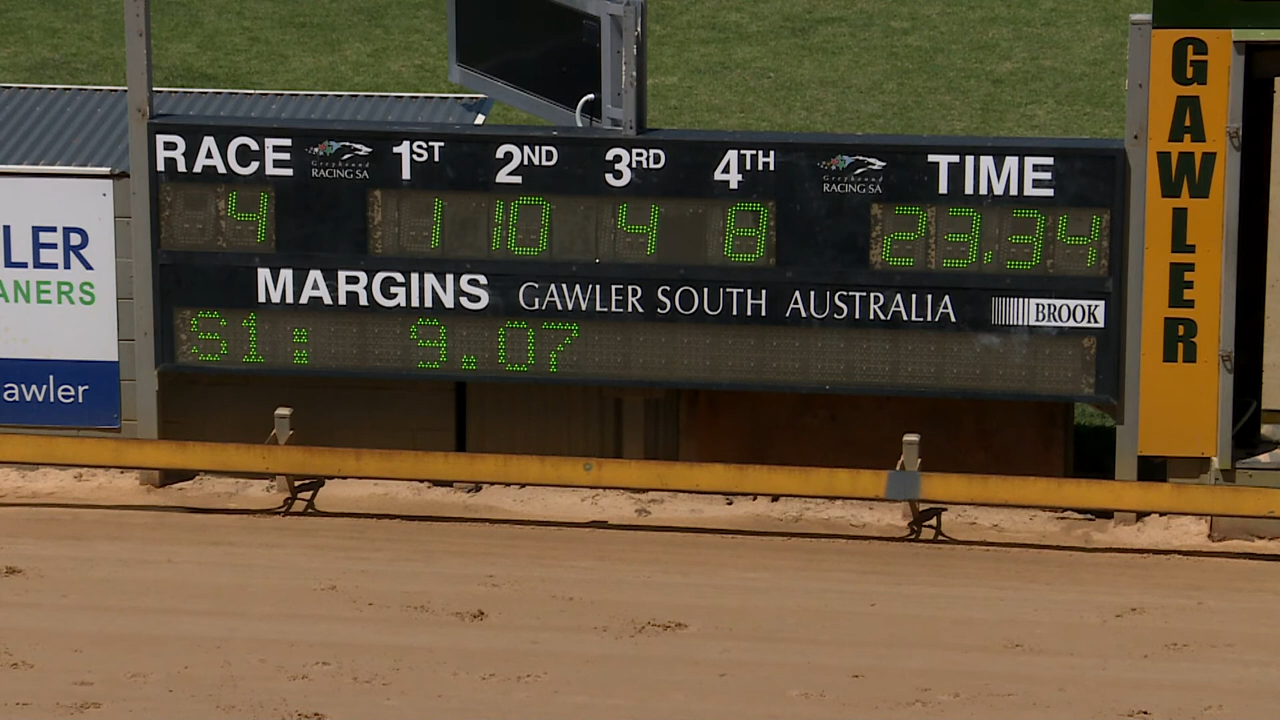 RACE Greyhound RACING SA 1ST 2ND 3RD 4TH Greyhound RACING SA TIME
4 1 10 4 8 23.34
MARGINS GAWLER SOUTH AUSTRALIA BROOK
S1: 9.07
GAWLER
LER
ANERS
awler